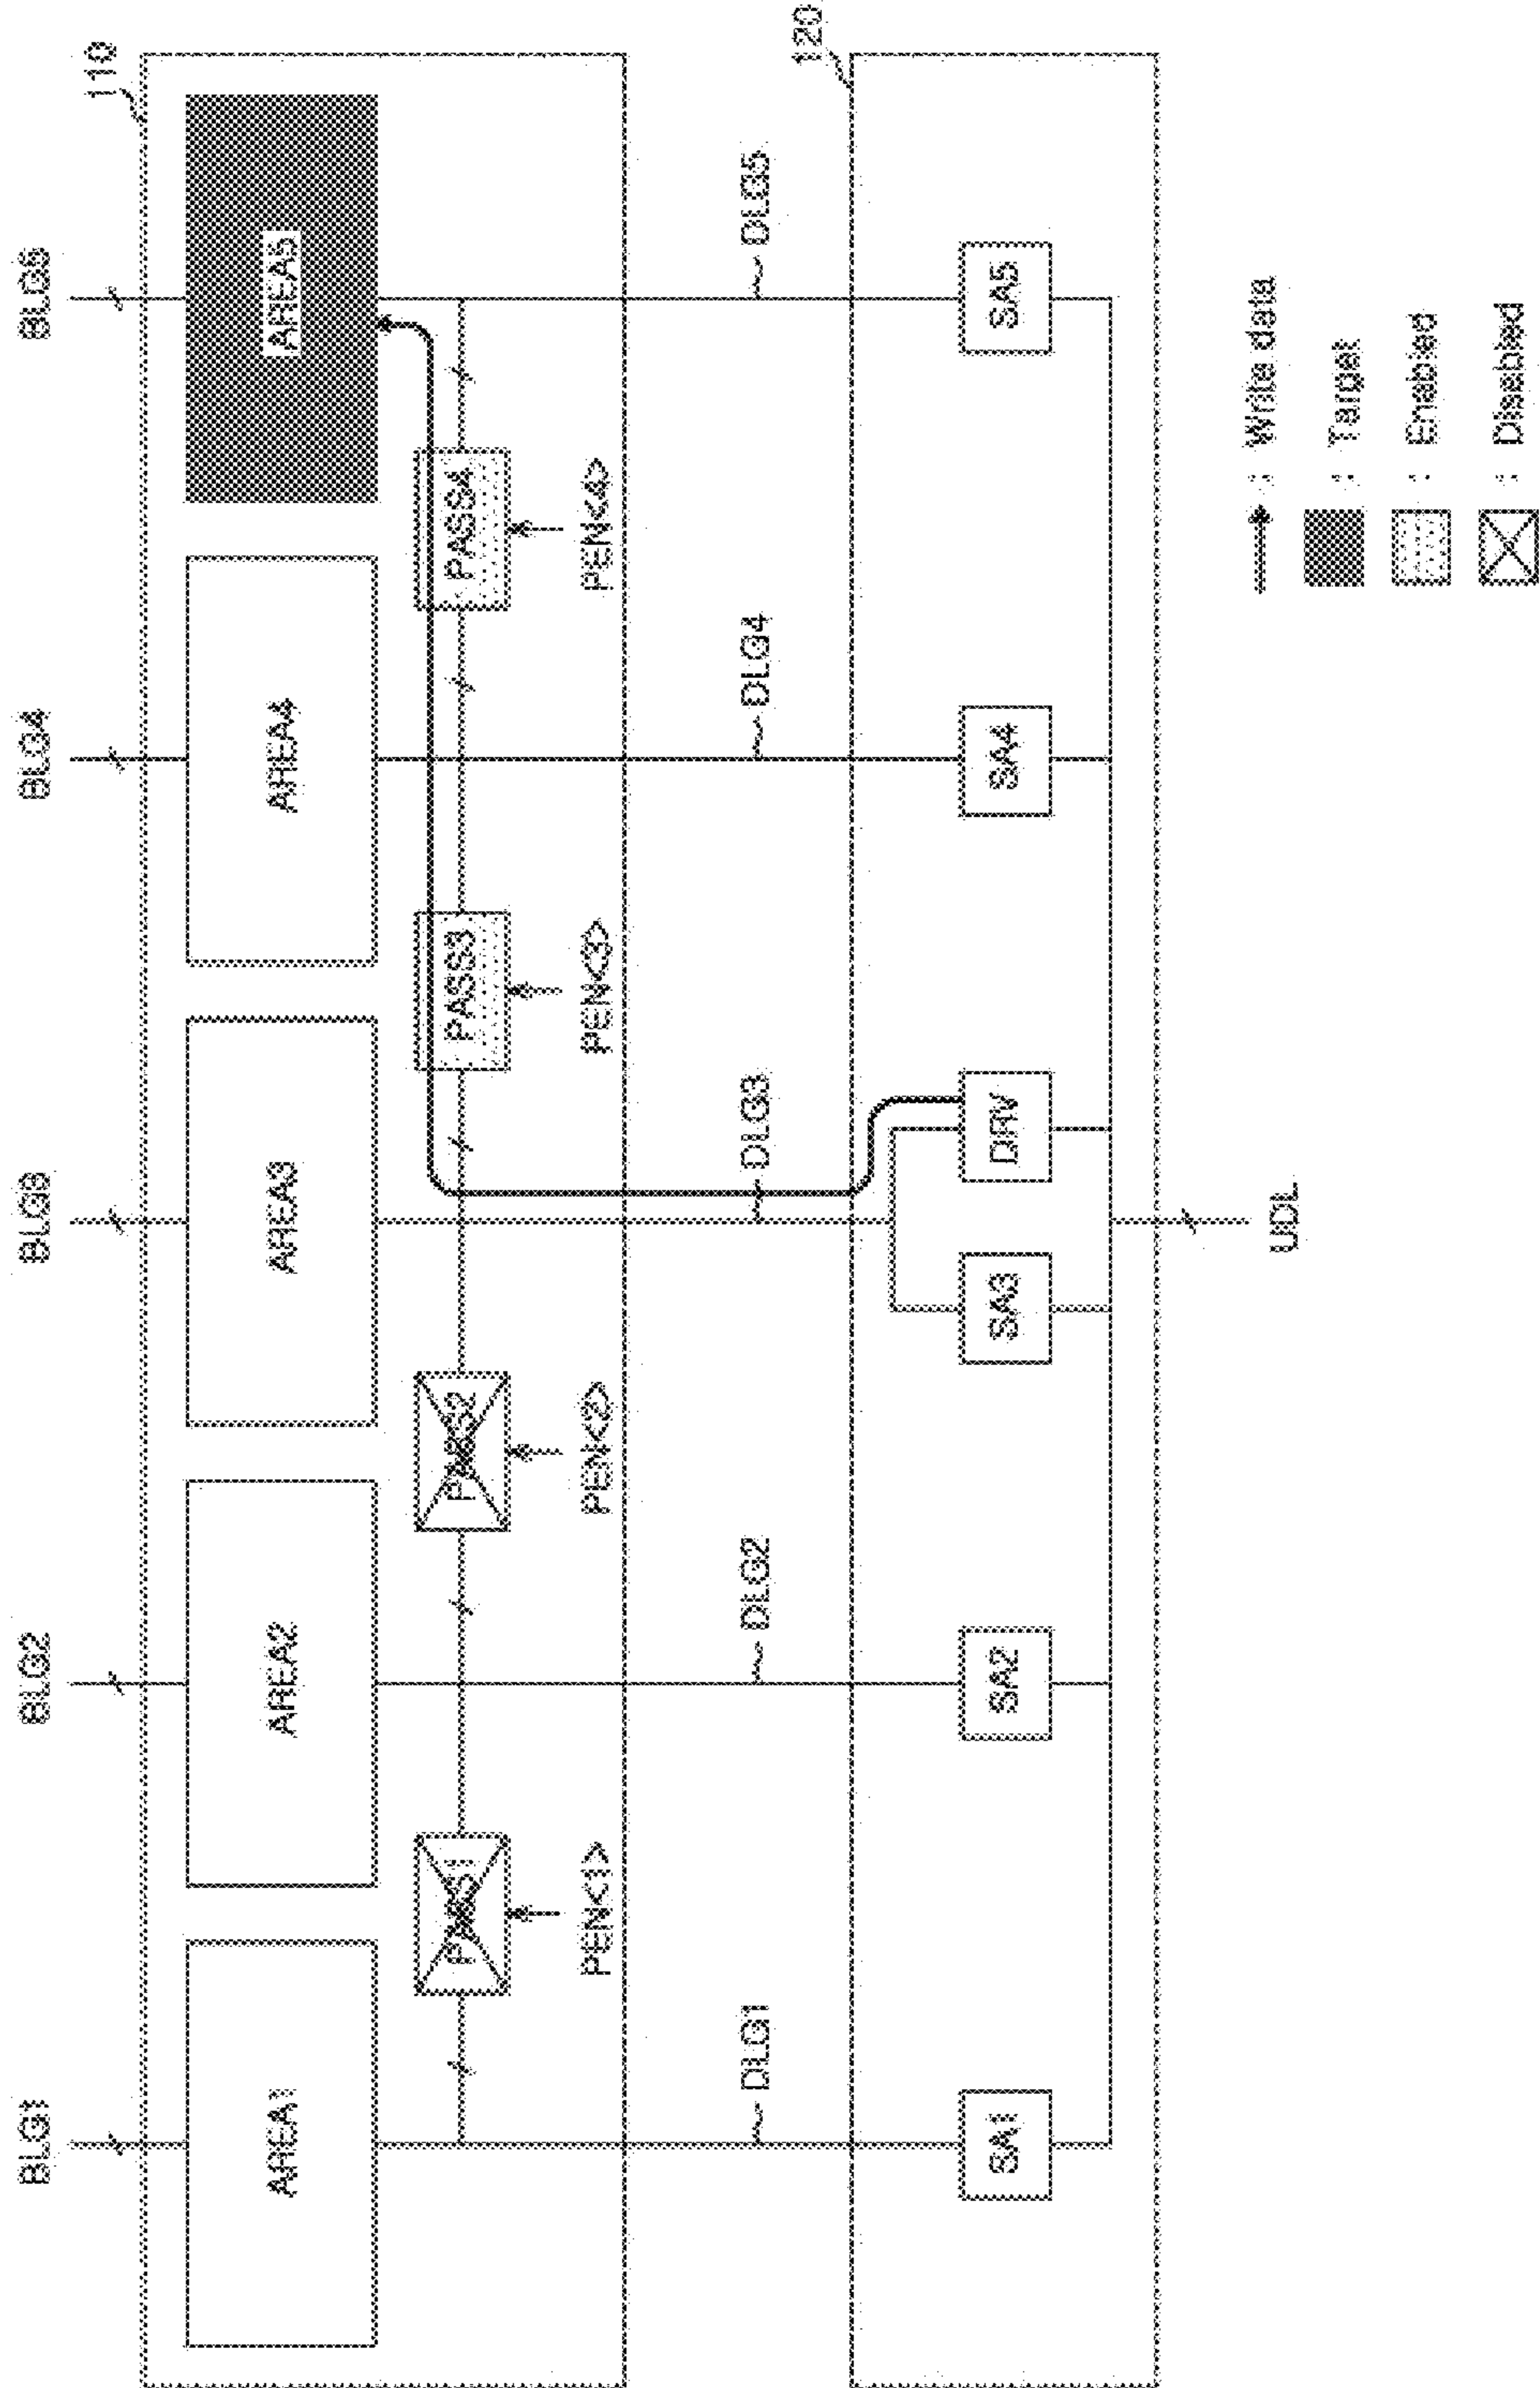 BLG1
BLG2
BLG3
BLG4
BLG5
110
AREA1
AREA2
AREA3
AREA4
AREA5
PASS1
PASS2
PASS3
PASS4
PEN<1>
PEN<2>
PEN<3>
PEN<4>
DLG1
DLG2
DLG3
DLG4
DLG5
120
SA1
SA2
SA3
DRV
SA4
SA5
UDL
: Write data
: Target
: Enabled
: Disabled